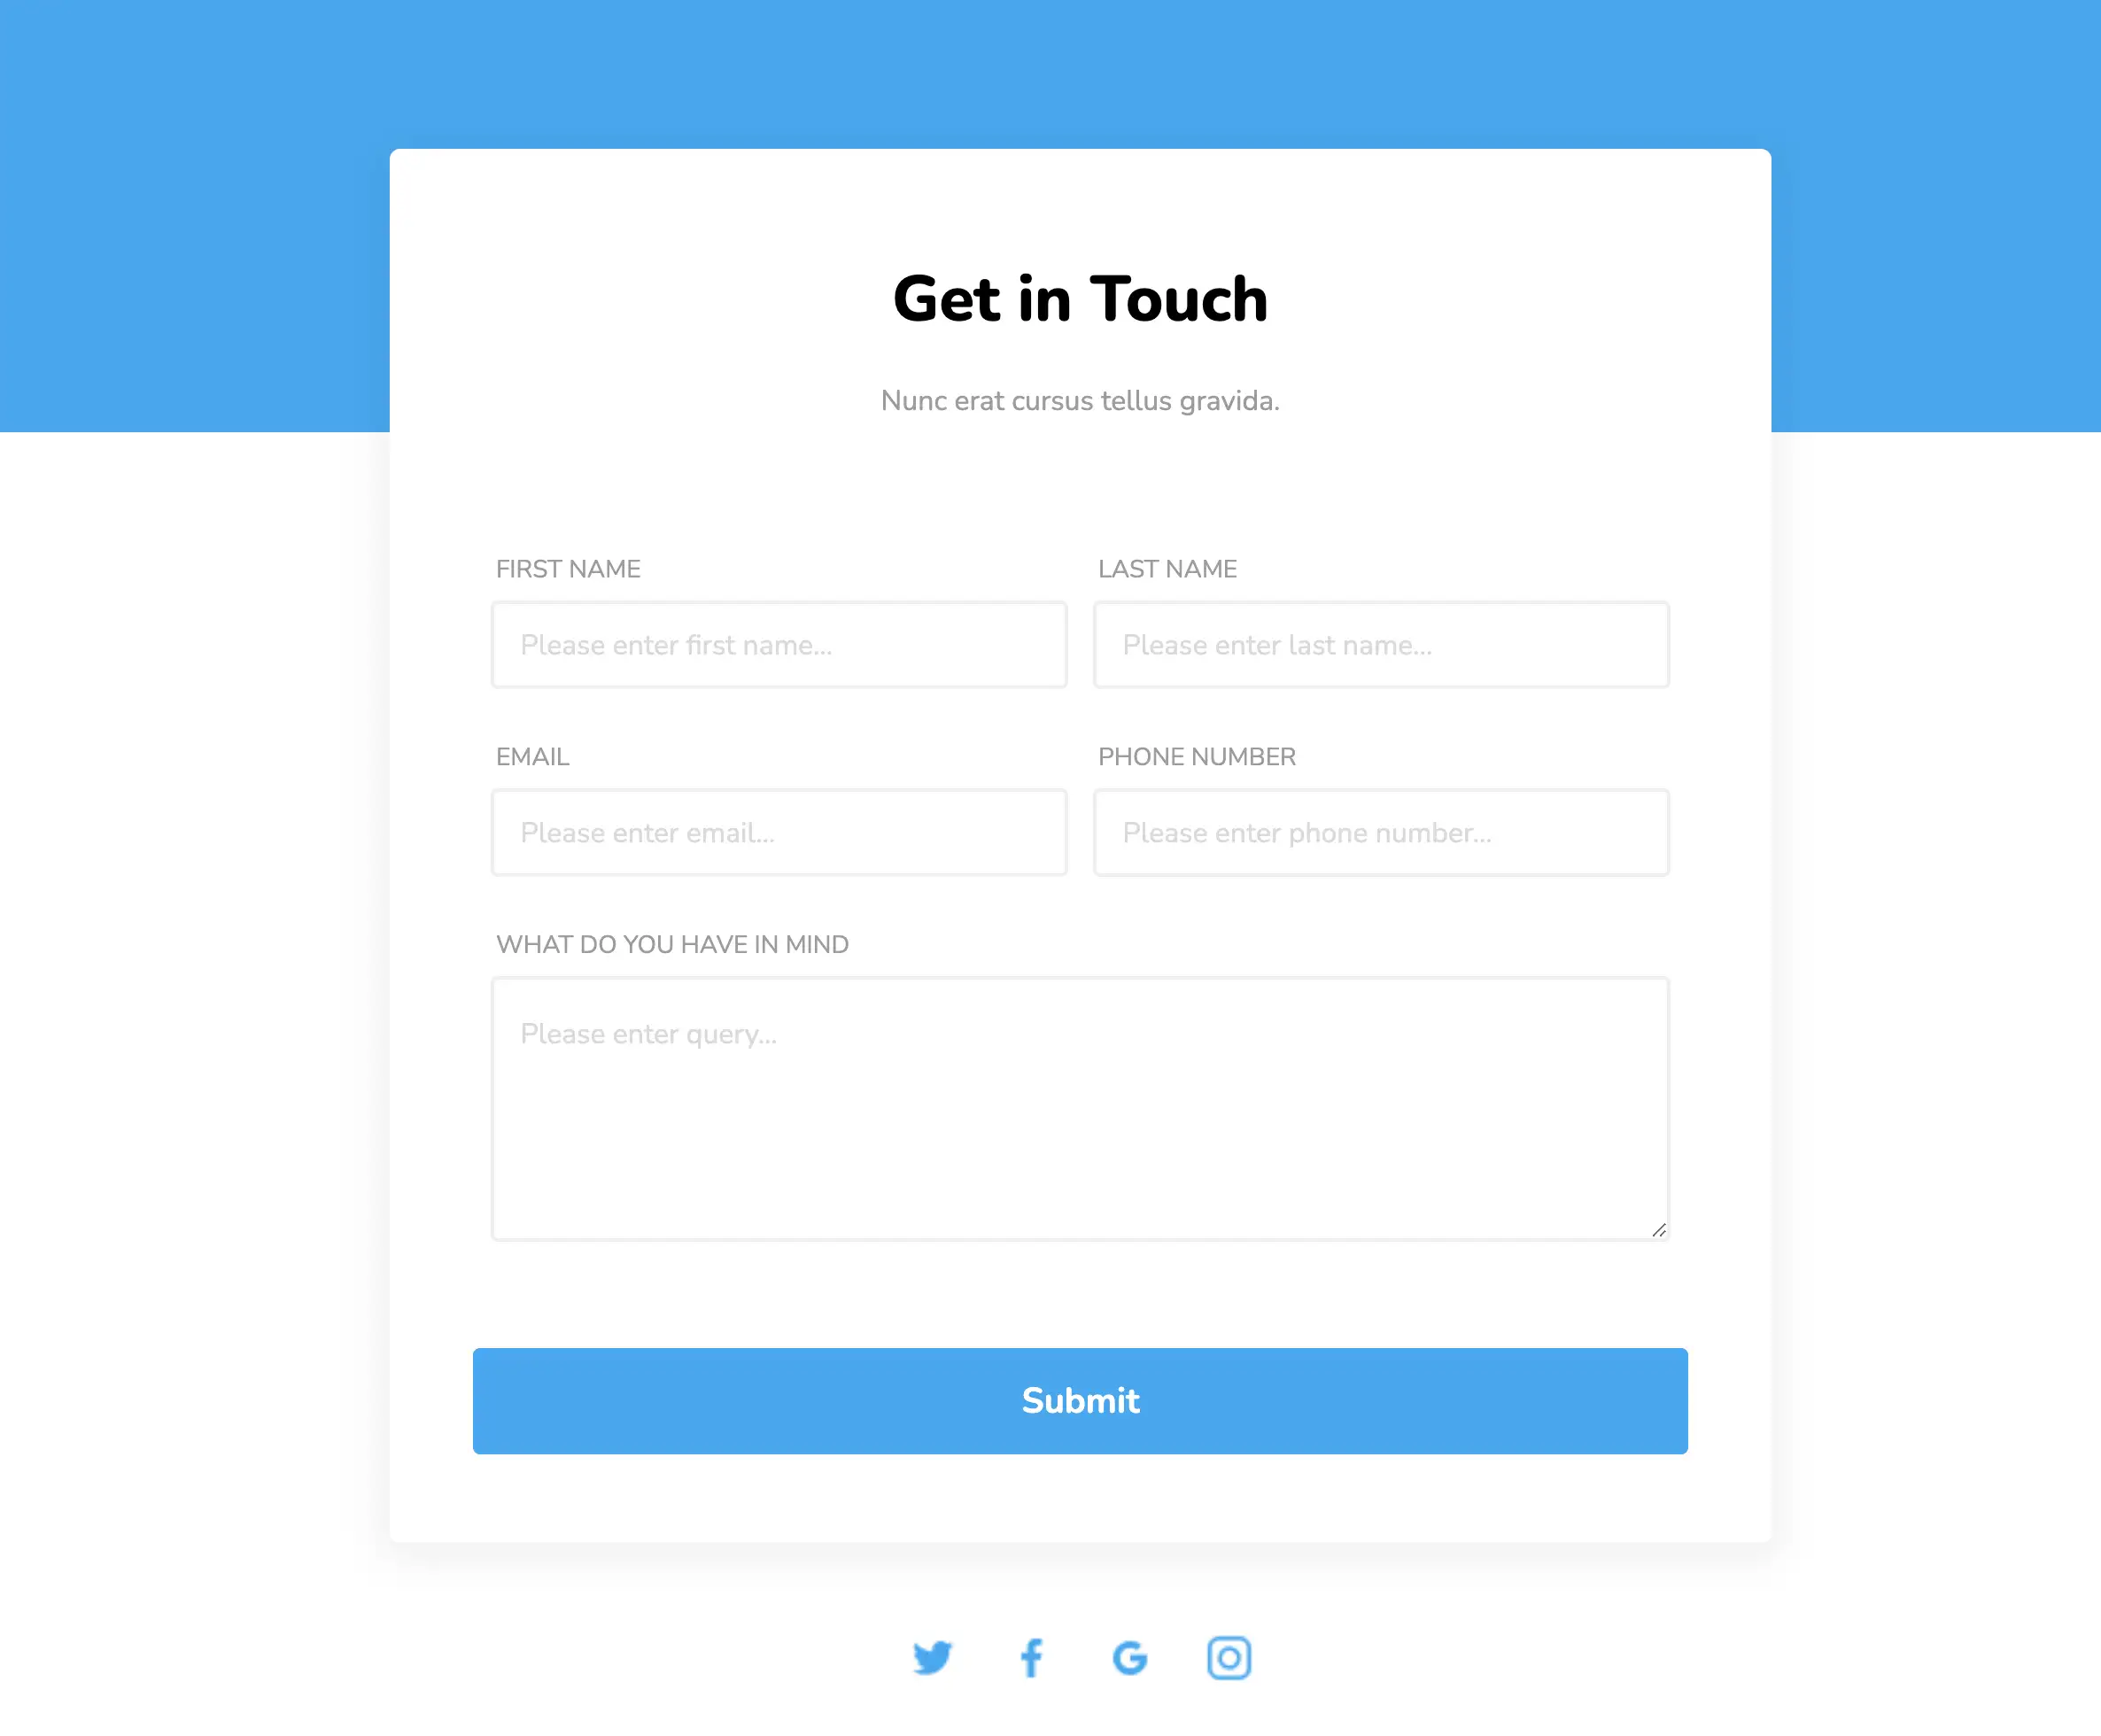 Get in Touch
Nunc erat cursus tellus gravida.
FIRST NAME
LAST NAME
Please enter first name...
Please enter last name...
EMAIL
PHONE NUMBER
Please enter email...
Please enter phone number...
WHAT DO YOU HAVE IN MIND
Please enter query...
Submit